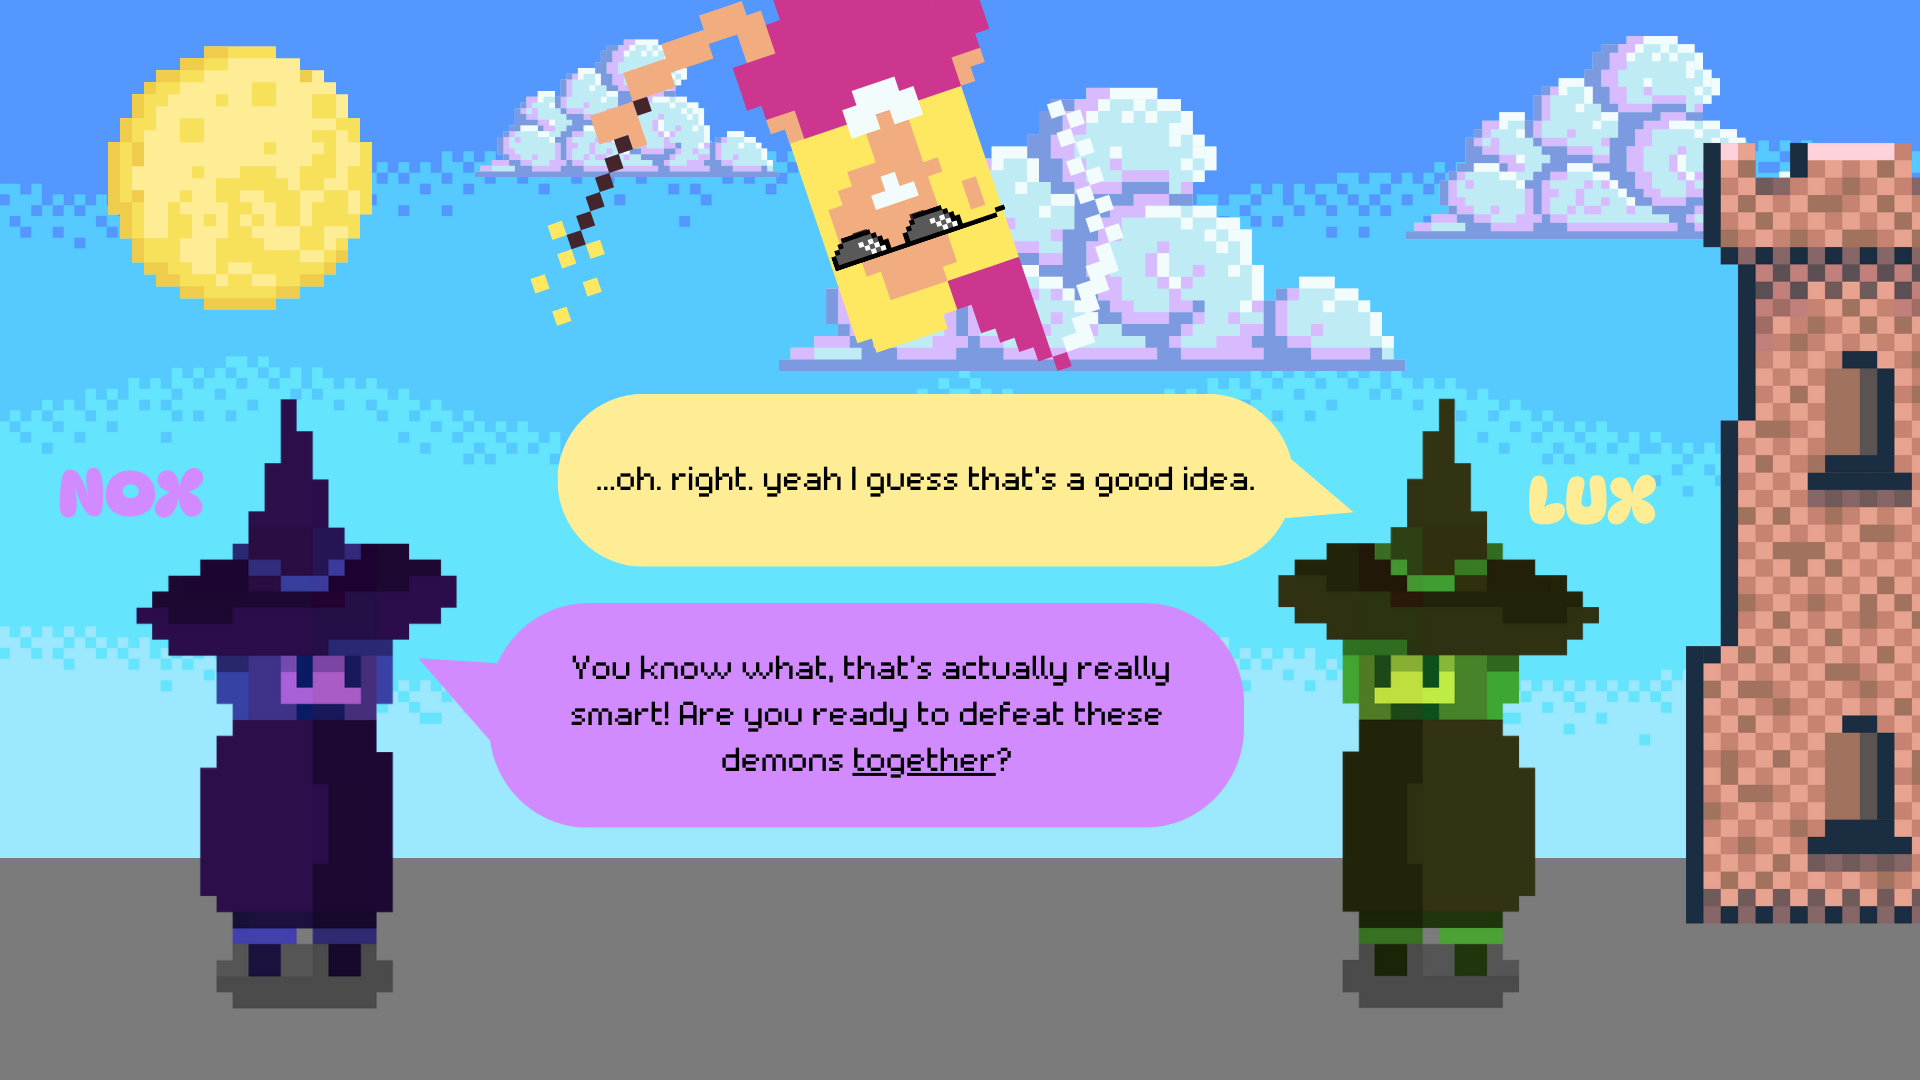 NOX
LUX
...oh. right. yeah I guess that's a good idea.
You know what, that's actually really
smart! Are you ready to defeat these
demons together?